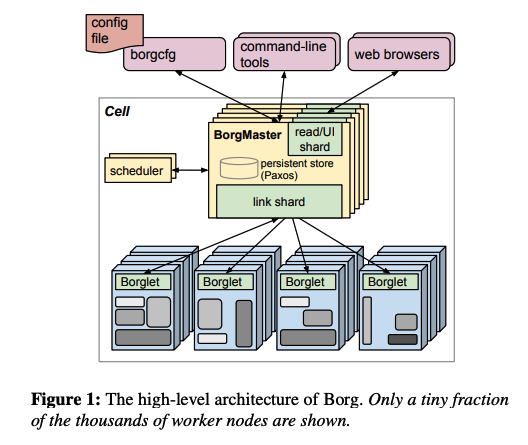 config
file
borgcfg
command-line
tools
web browsers
Cell
BorgMaster
read/UI
shard
persistent store
(Paxos)
scheduler
link shard
Borglet
Borglet
Borglet
Borglet
Figure 1: The high-level architecture of Borg. Only a tiny fraction
of the thousands of worker nodes are shown.